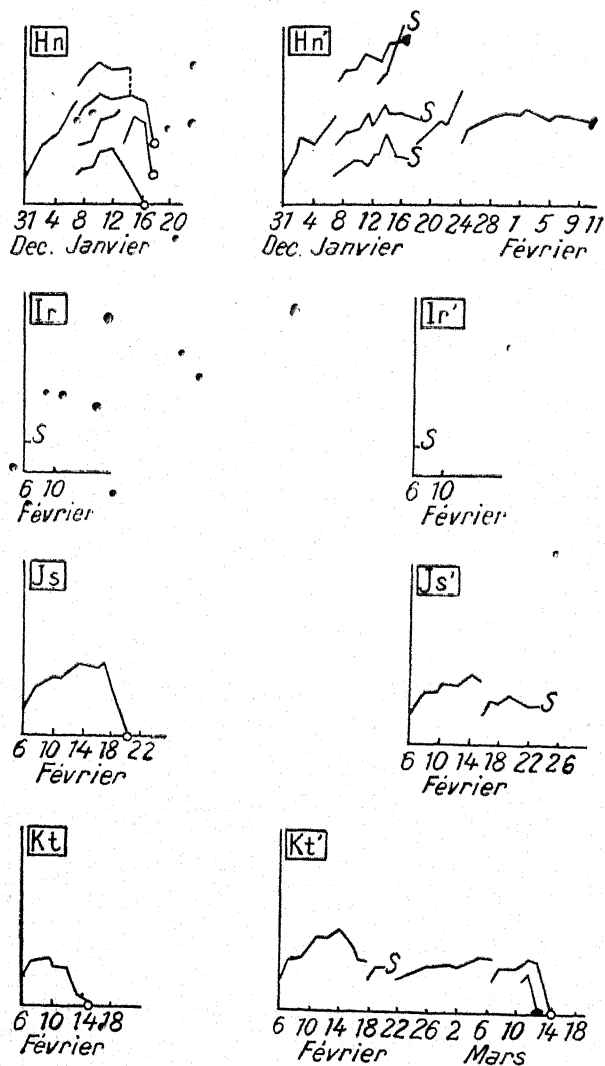 Hn
31 4 8 12 16 20
Dec. Janvier
Hn'
S
S
S
31 4 8 12 16 20 24 28 1 5 9 11
Dec. Janvier Février
Ir
S
6 10
Février
Ir'
S
6 10
Février
Js
6 10 14 18 22
Février
Js'
S
6 10 14 18 22 26
Février
Kt
6 10 14 18
Février
Kt'
S
6 10 14 18 22 26 2 6 10 14 18
Février Mars